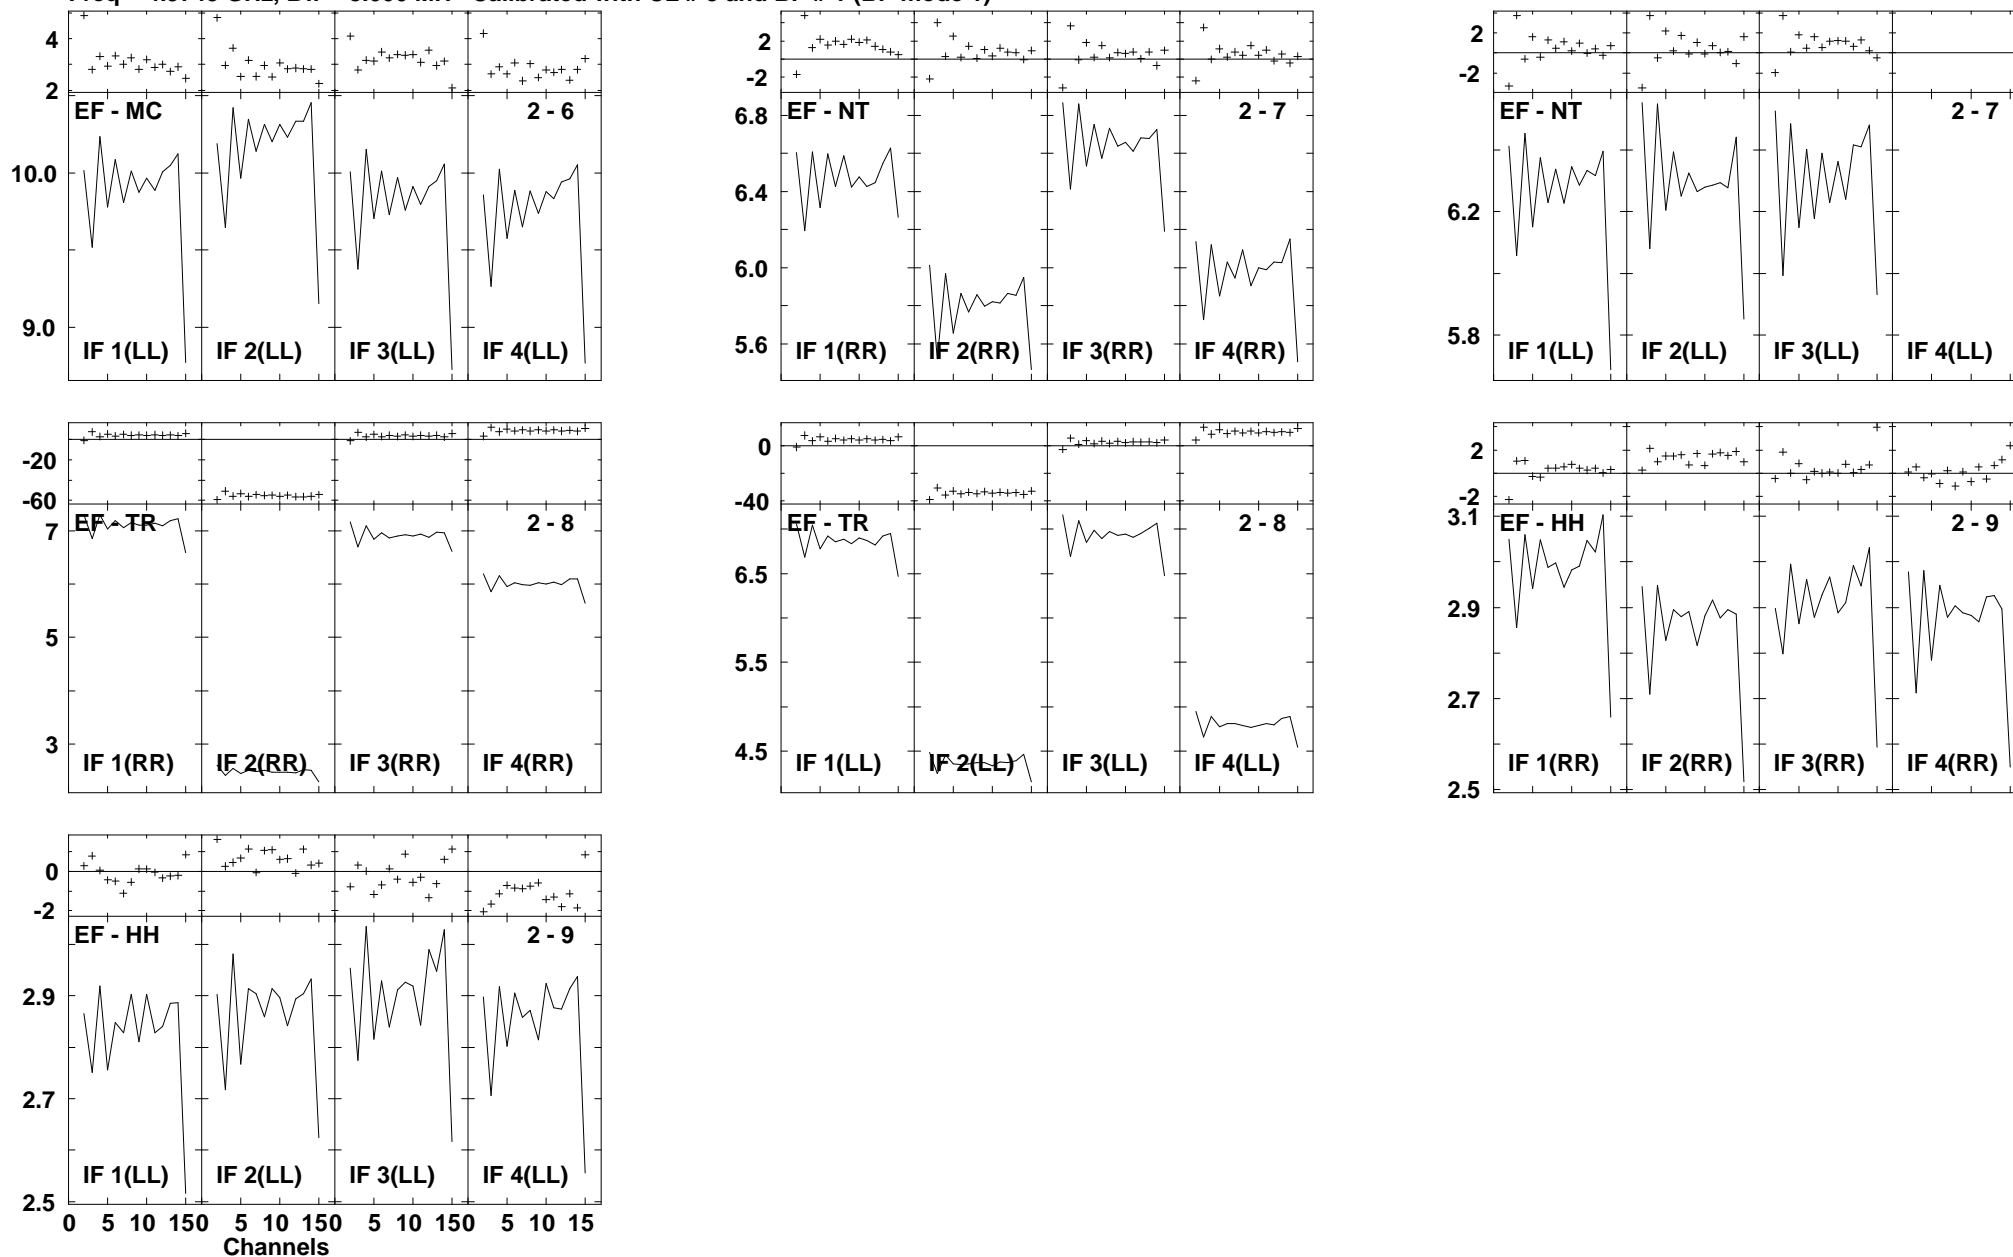 4
2
EF - MC
2 - 6
10.0
9.0
IF 1(LL)
IF 2(LL)
IF 3(LL)
IF 4(LL)
2
-2
EF - NT
2 - 7
6.8
6.4
6.0
5.6
IF 1(RR)
IF 2(RR)
IF 3(RR)
IF 4(RR)
2
-2
EF - NT
2 - 7
6.2
5.8
IF 1(LL)
IF 2(LL)
IF 3(LL)
IF 4(LL)
-20
-60
EF - TR
2 - 8
7
5
3
IF 1(RR)
IF 2(RR)
IF 3(RR)
IF 4(RR)
0
-40
EF - TR
2 - 8
6.5
5.5
4.5
IF 1(LL)
IF 2(LL)
IF 3(LL)
IF 4(LL)
2
-2
EF - HH
2 - 9
3.1
2.9
2.7
2.5
IF 1(RR)
IF 2(RR)
IF 3(RR)
IF 4(RR)
0
-2
EF - HH
2 - 9
2.9
2.7
2.5
IF 1(LL)
IF 2(LL)
IF 3(LL)
IF 4(LL)
0 5 10 150 5 10 150 5 10 150 5 10 15
Channels